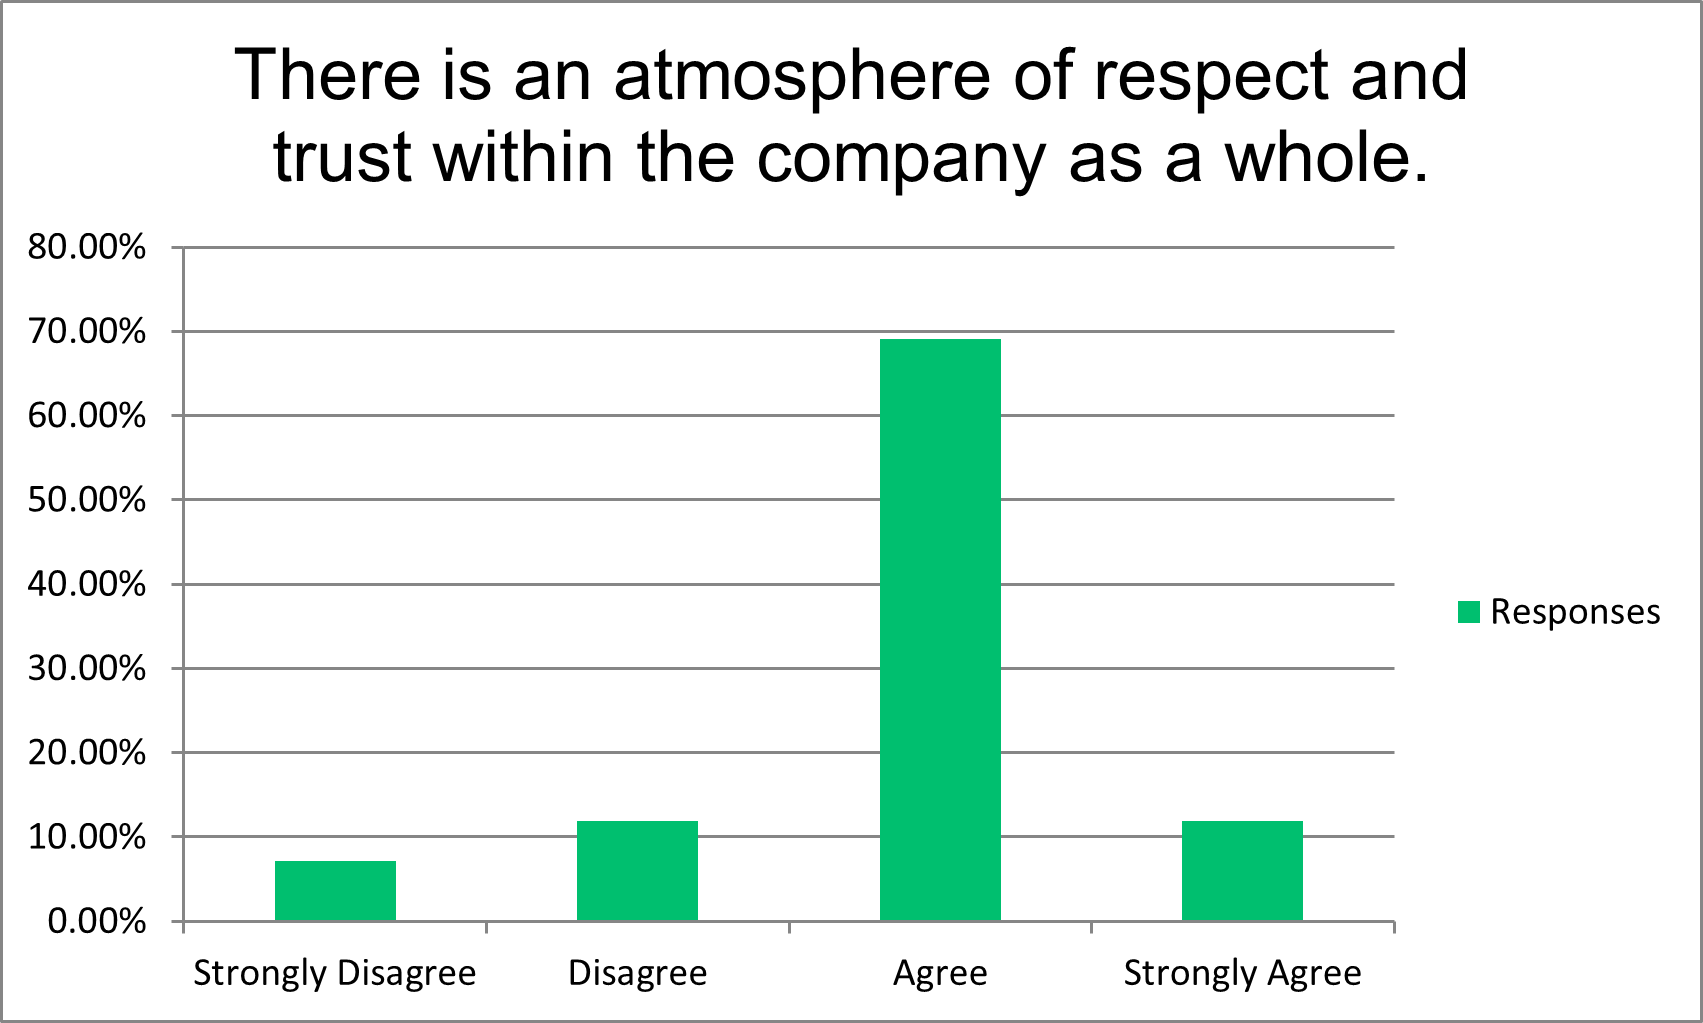 There is an atmosphere of respect and
trust within the company as a whole.
80.00%
70.00%
60.00%
50.00%
40.00%
30.00%
20.00%
10.00%
0.00%
Strongly Disagree
Disagree
Agree
Strongly Agree
Responses